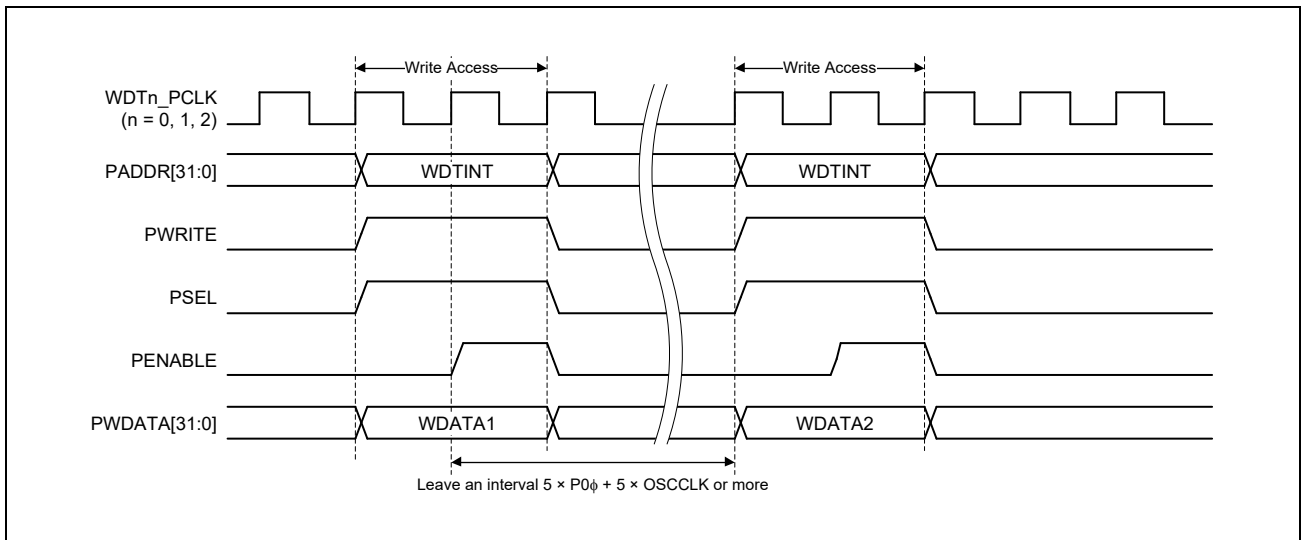 Write Access
Write Access
WDTn_PCLK
(n = 0, 1, 2)
PADDR[31:0]
WDTINT
WDTINT
PWRITE
PSEL
PENABLE
PWDATA[31:0]
WDATA1
WDATA2
Leave an interval 5 × P0ϕ + 5 × OSCCLK or more